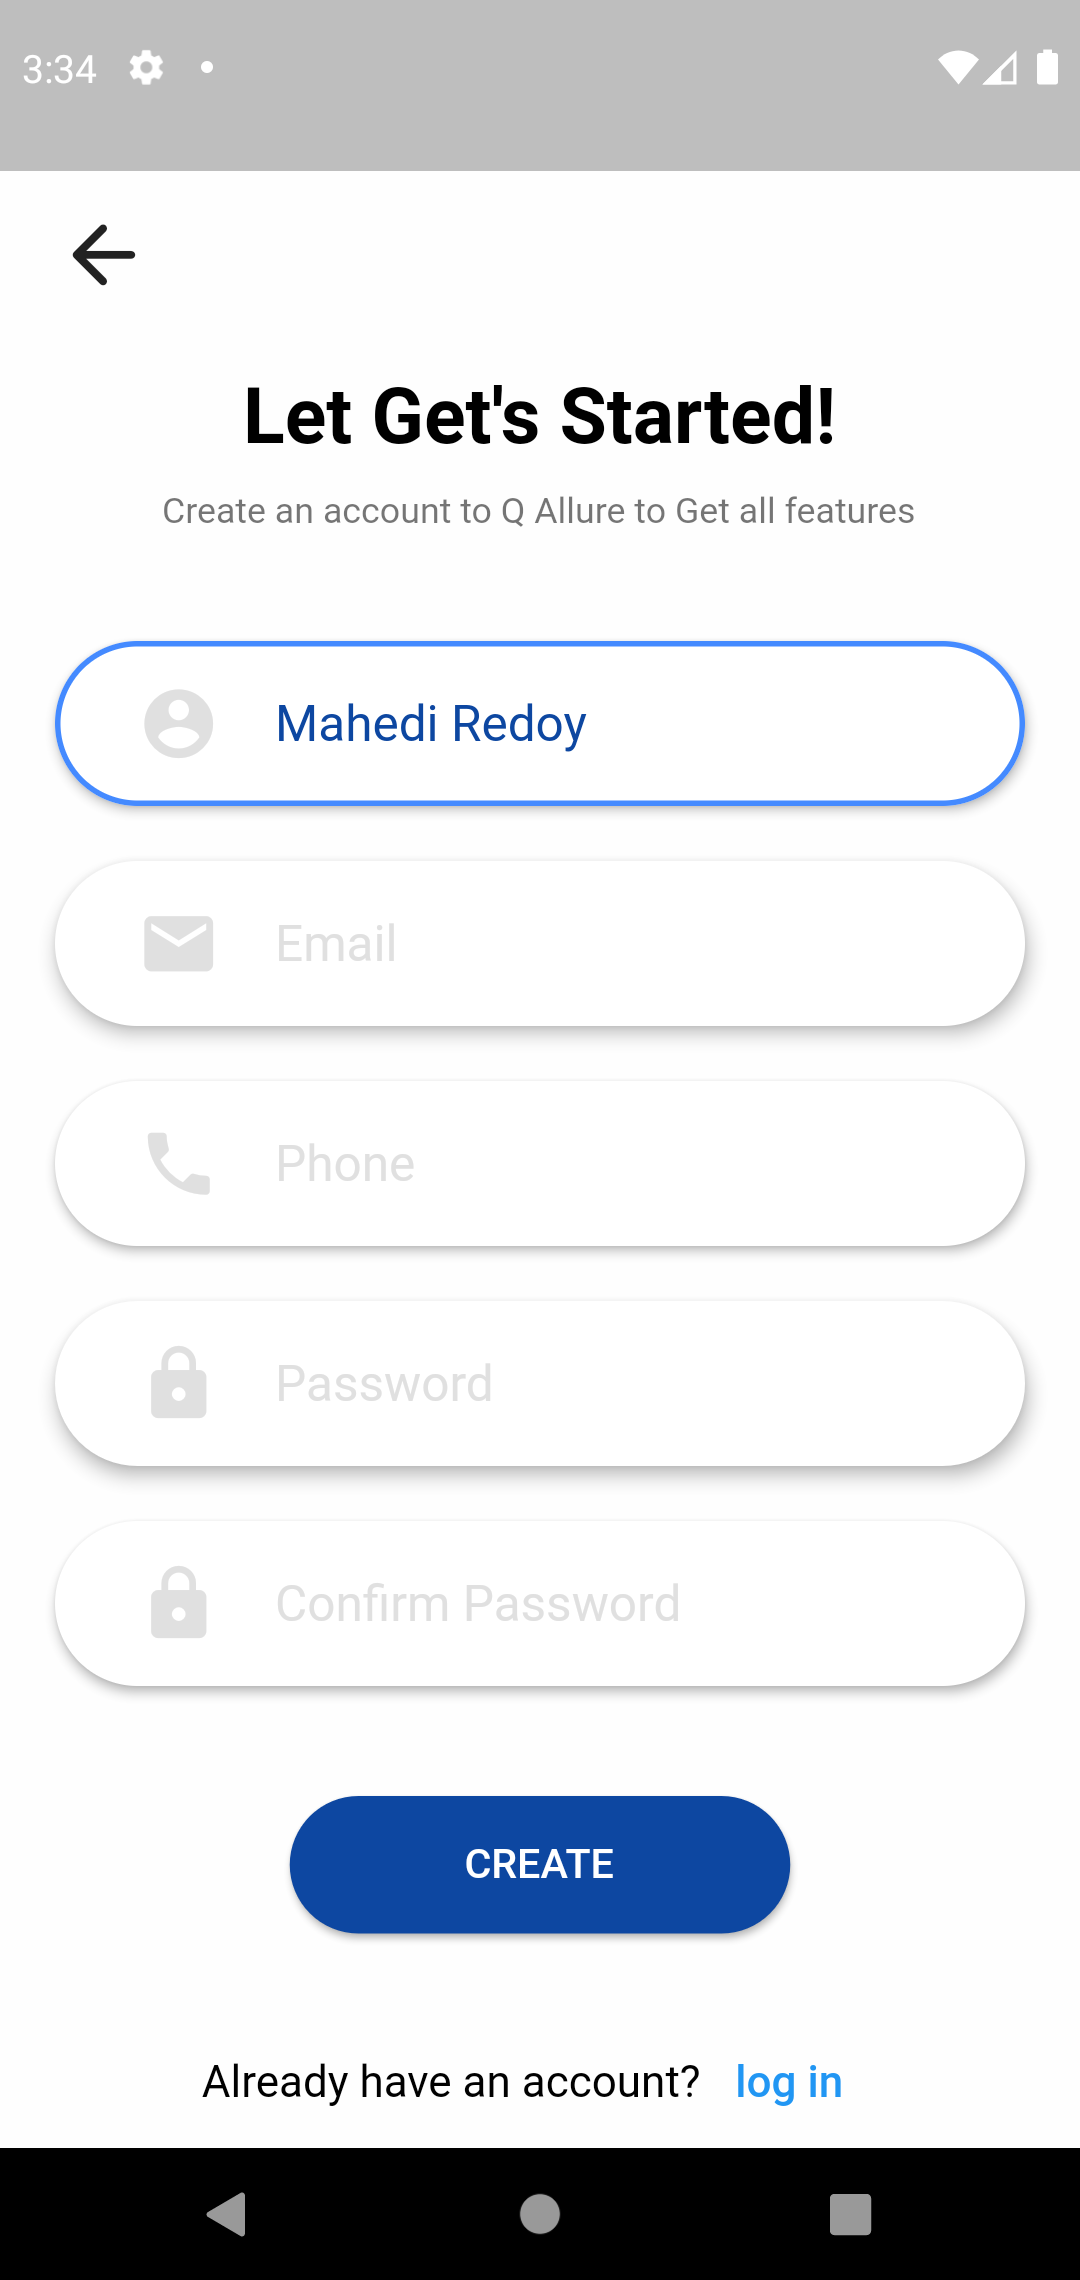 3:34
Let Get's Started!
Create an account to Q Allure to Get all features
Mahedi Redoy
Email
Phone
Password
Confirm Password
CREATE
Already have an account? log in